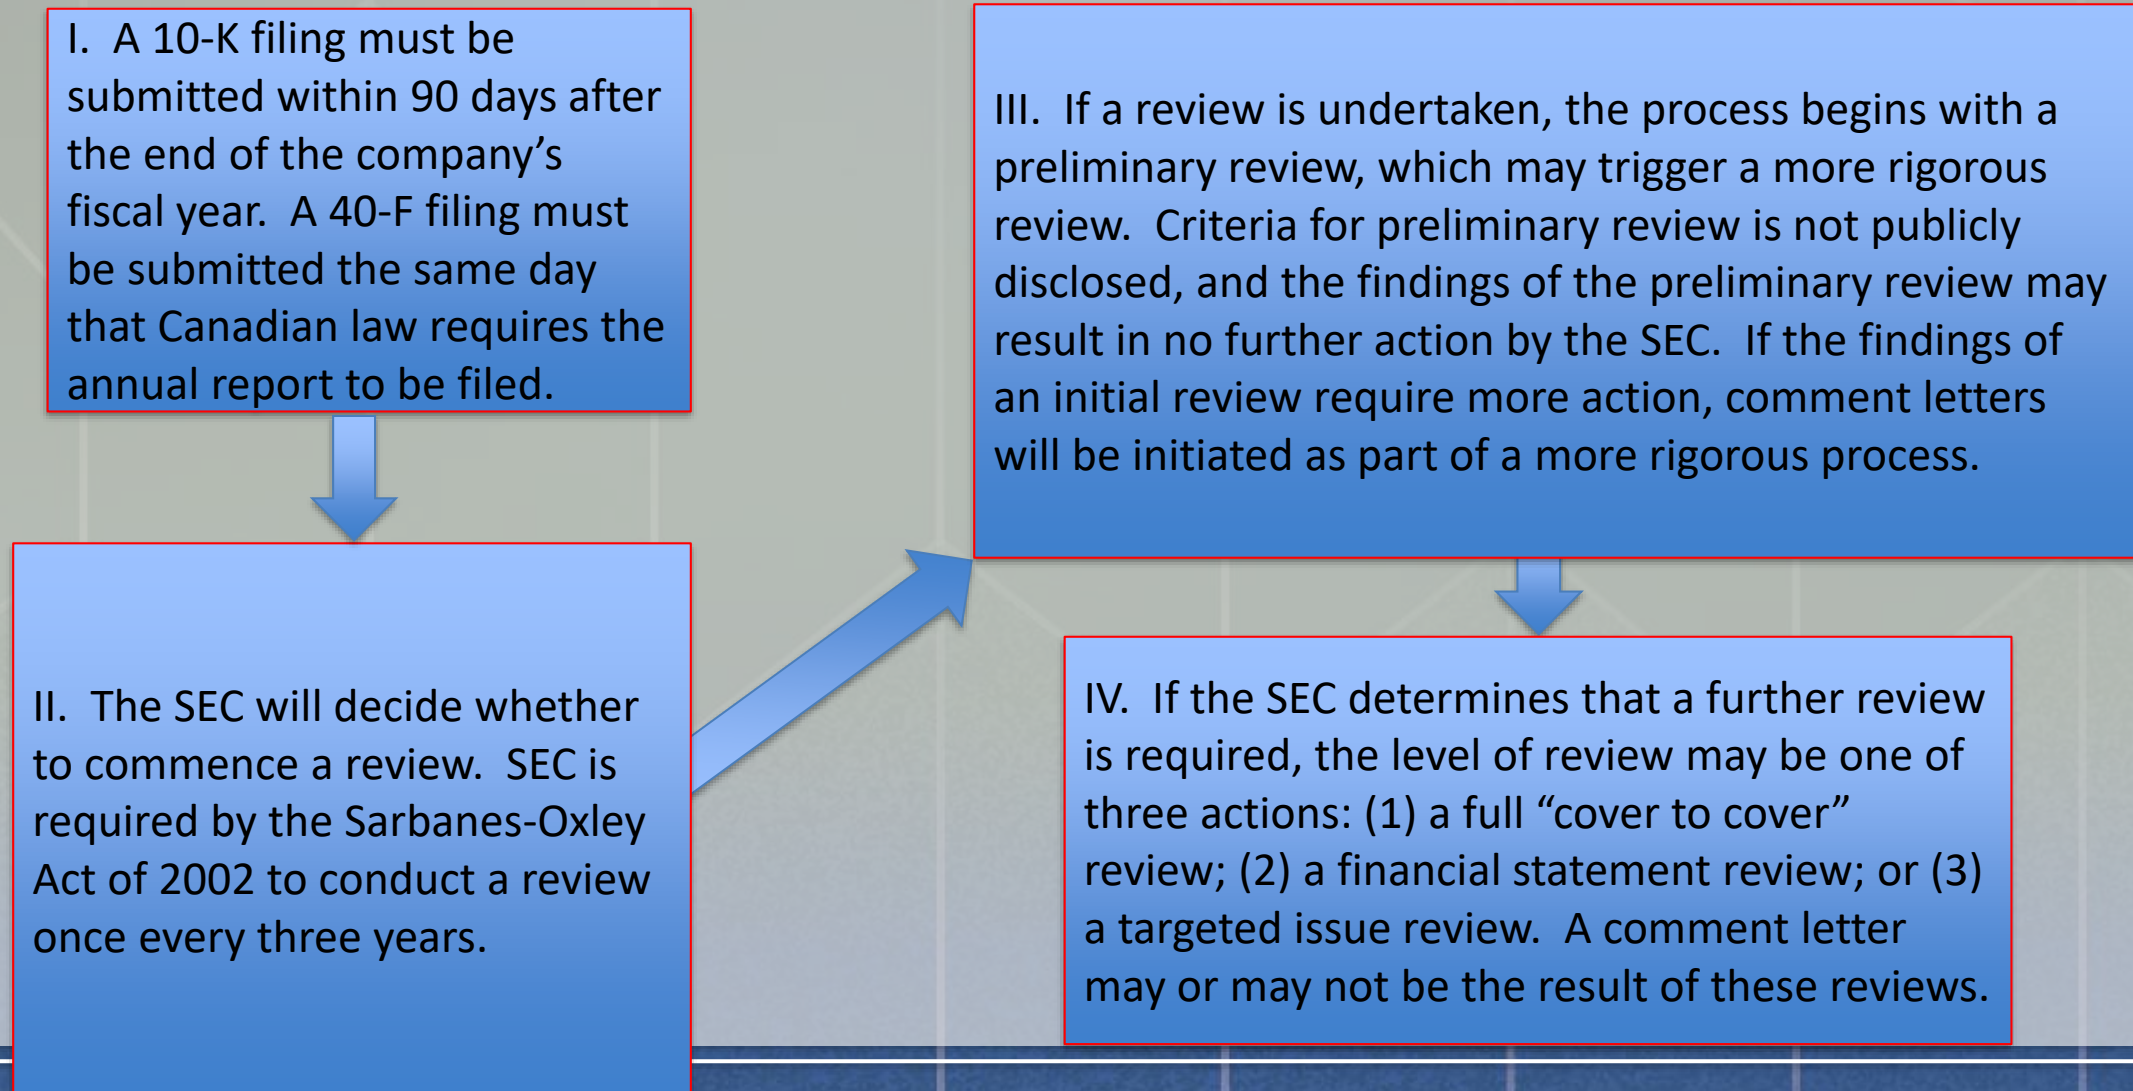 I.  A 10-K filing must be
submitted within 90 days after
the end of the company’s
fiscal year.  A 40-F filing must
be submitted the same day
that Canadian law requires the
annual report to be filed.
II.  The SEC will decide whether
to commence a review.  SEC is
required by the Sarbanes-Oxley
Act of 2002 to conduct a review
once every three years.
III.  If a review is undertaken, the process begins with a
preliminary review, which may trigger a more rigorous
review.  Criteria for preliminary review is not publicly
disclosed, and the findings of the preliminary review may
result in no further action by the SEC.  If the findings of
an initial review require more action, comment letters
will be initiated as part of a more rigorous process.
IV.  If the SEC determines that a further review
is required, the level of review may be one of
three actions: (1) a full “cover to cover”
review; (2) a financial statement review; or (3)
a targeted issue review.  A comment letter
may or may not be the result of these reviews.